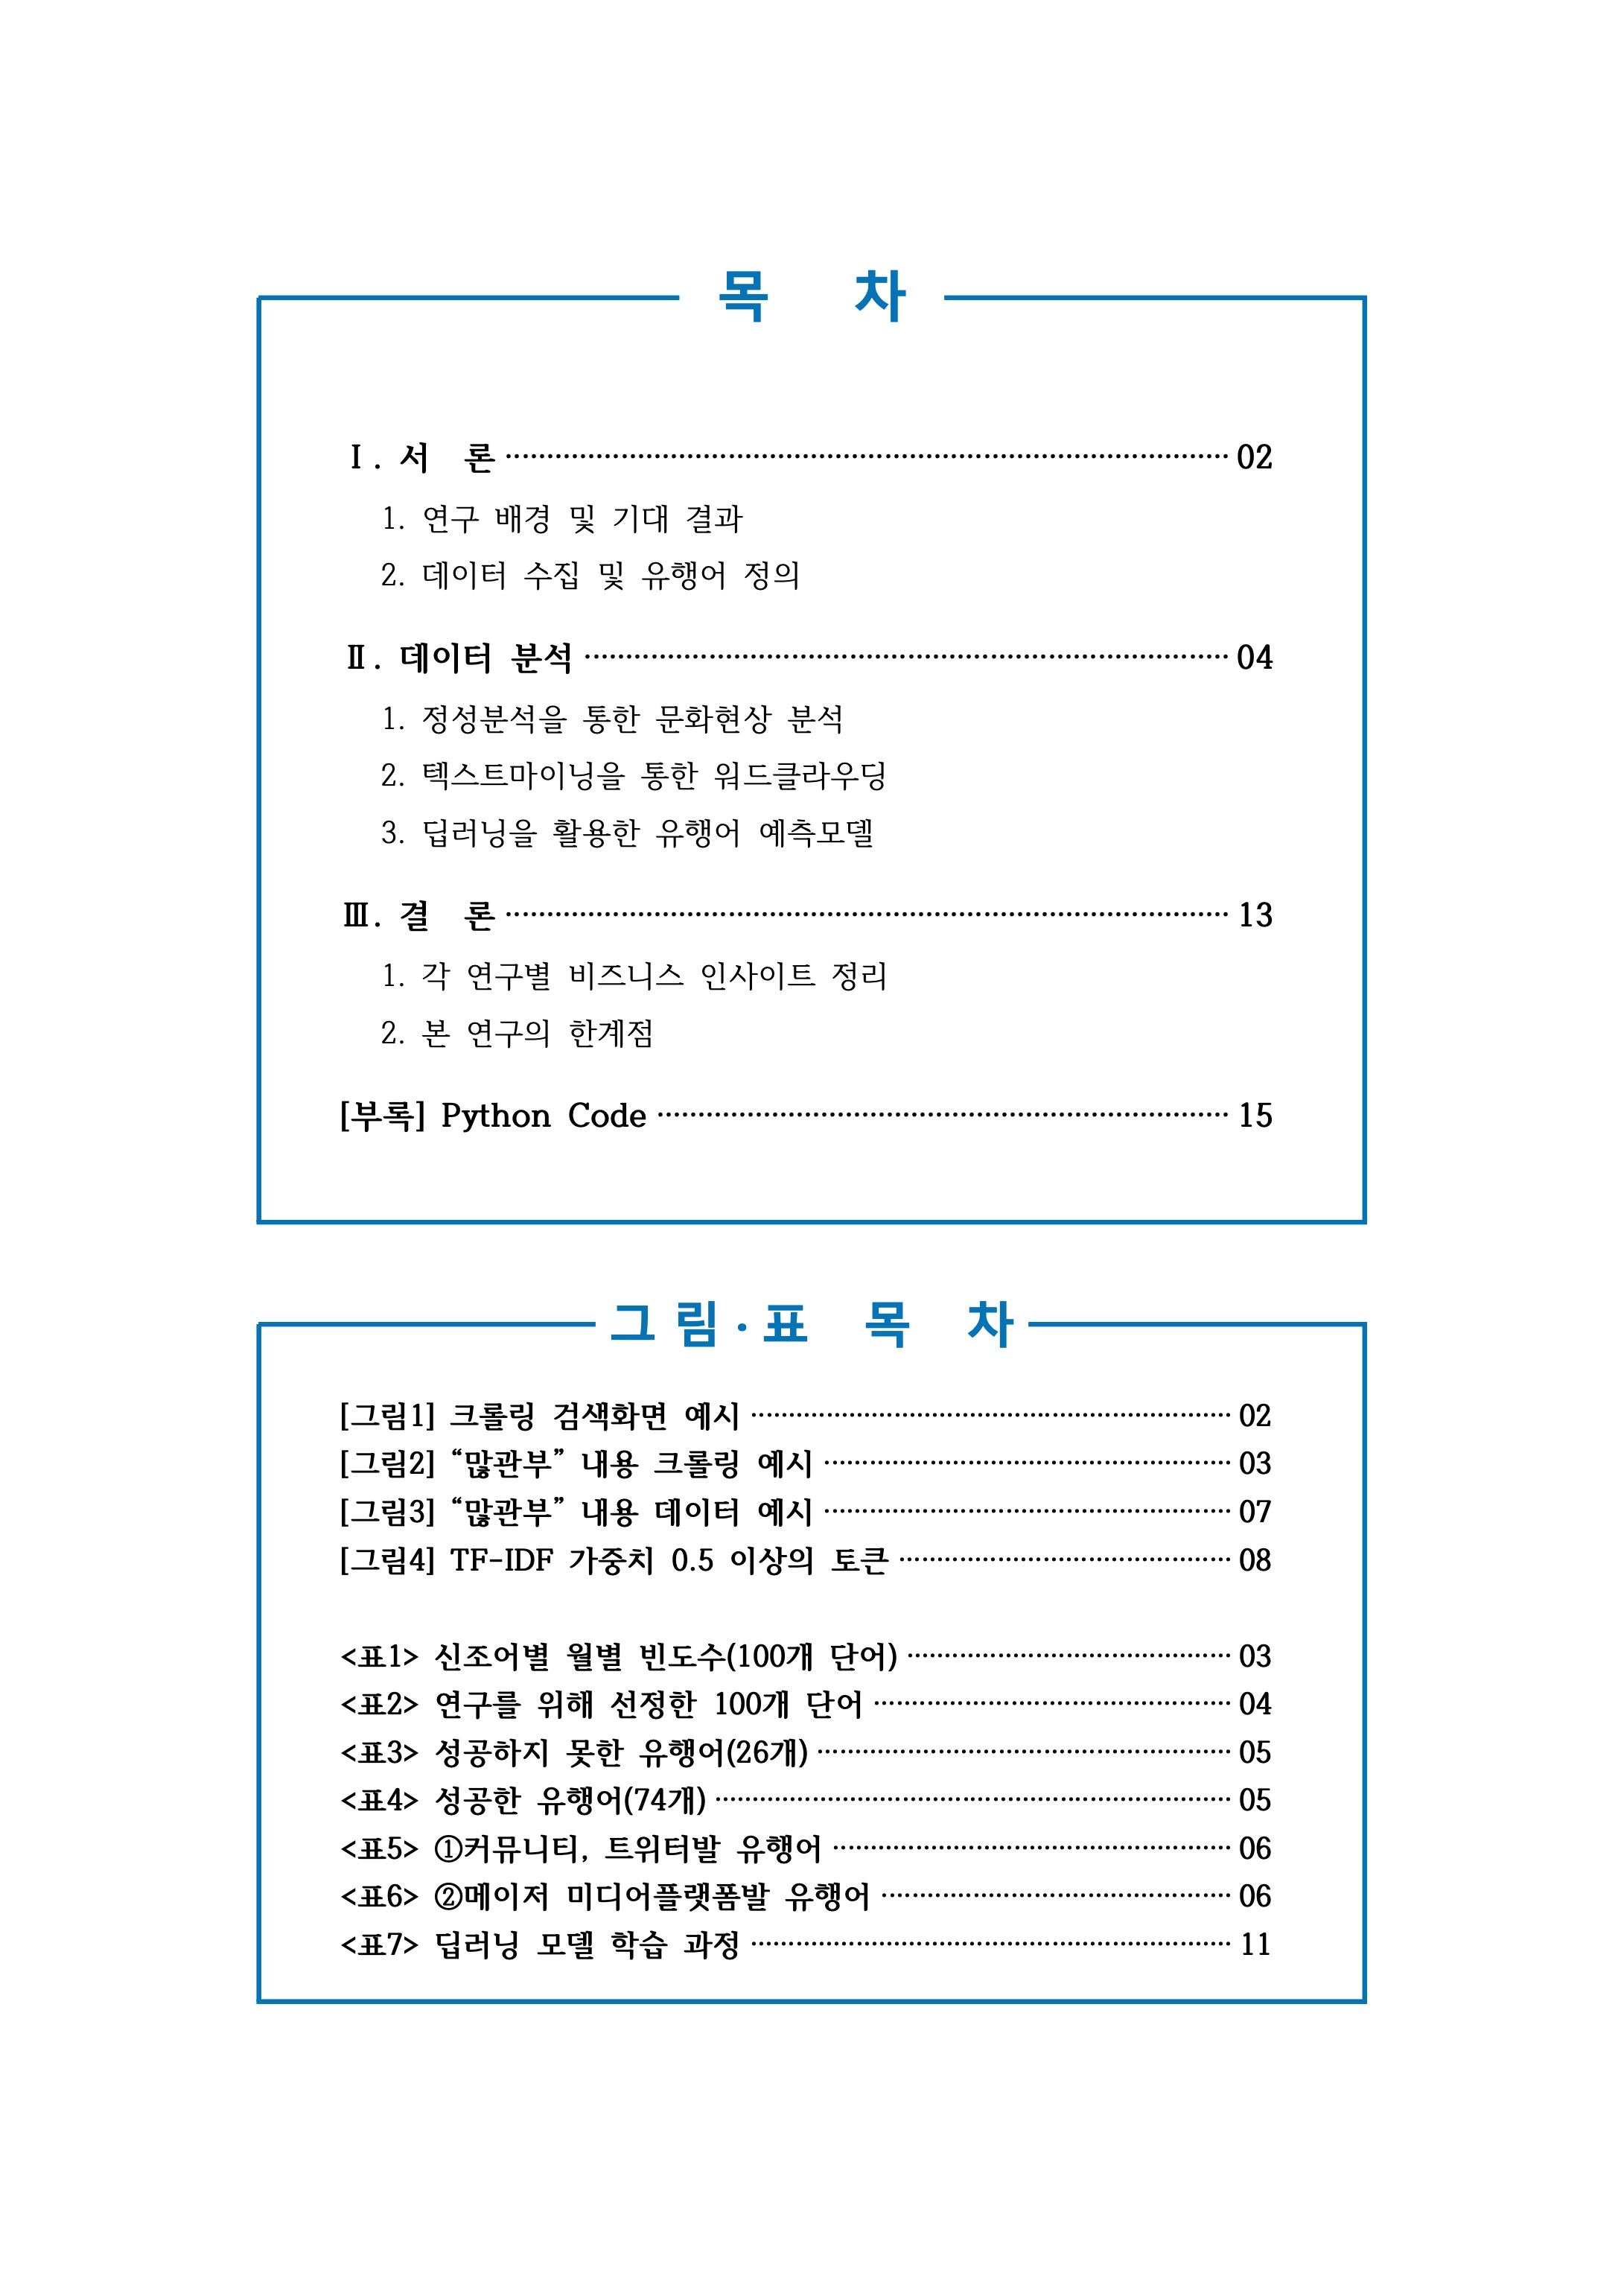 목 차
Ⅰ. 서 론 ································ 02
1. 연구 배경 및 기대 결과
2. 데이터 수집 및 유행어 정의
Ⅱ. 데이터 분석 ································ 04
1. 정성분석을 통한 문화현상 분석
2. 텍스트마이닝을 통한 워드클라우딩
3. 딥러닝을 활용한 유행어 예측모델
Ⅲ. 결 론 ································ 13
1. 각 연구별 비즈니스 인사이트 정리
2. 본 연구의 한계점
[부록] Python Code ································ 15
그림·표 목 차
[그림1] 크롤링 검색화면 예시 ································ 02
[그림2] “많관부” 내용 크롤링 예시 ································ 03
[그림3] “많관부” 내용 데이터 예시 ································ 07
[그림4] TF-IDF 가중치 0.5 이상의 토큰 ································ 08
<표1> 신조어별 월별 빈도수(100개 단어) ································ 03
<표2> 연구를 위해 선정한 100개 단어 ································ 04
<표3> 성공하지 못한 유행어(26개) ································ 05
<표4> 성공한 유행어(74개) ································ 05
<표5> ①커뮤니티, 트위터발 유행어 ································ 06
<표6> ②메이저 미디어플랫폼발 유행어 ································ 06
<표7> 딥러닝 모델 학습 과정 ································ 11